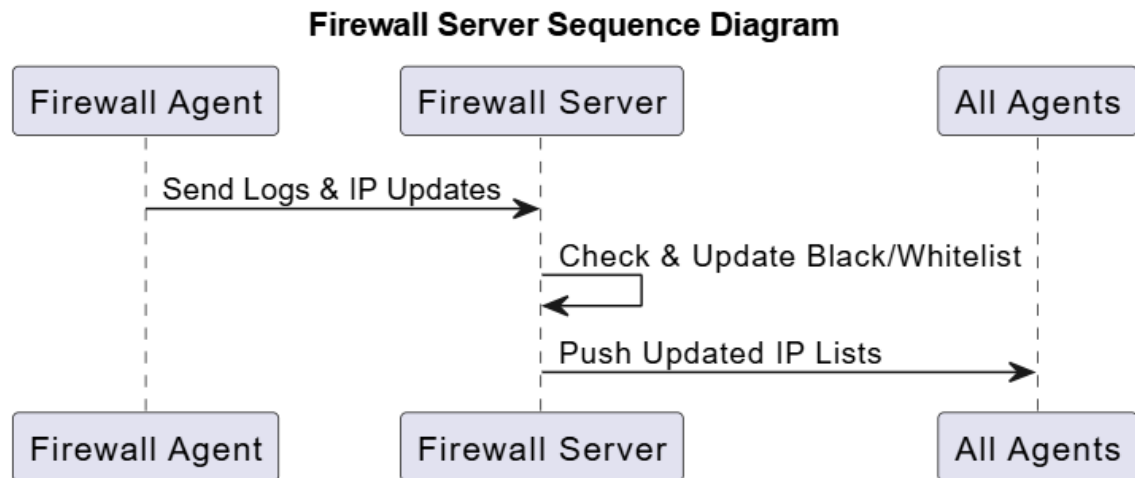 Firewall Server Sequence Diagram
Firewall Agent Firewall Server All Agents
Send Logs & IP Updates
Check & Update Black/Whitelist
Push Updated IP Lists
Firewall Agent Firewall Server All Agents